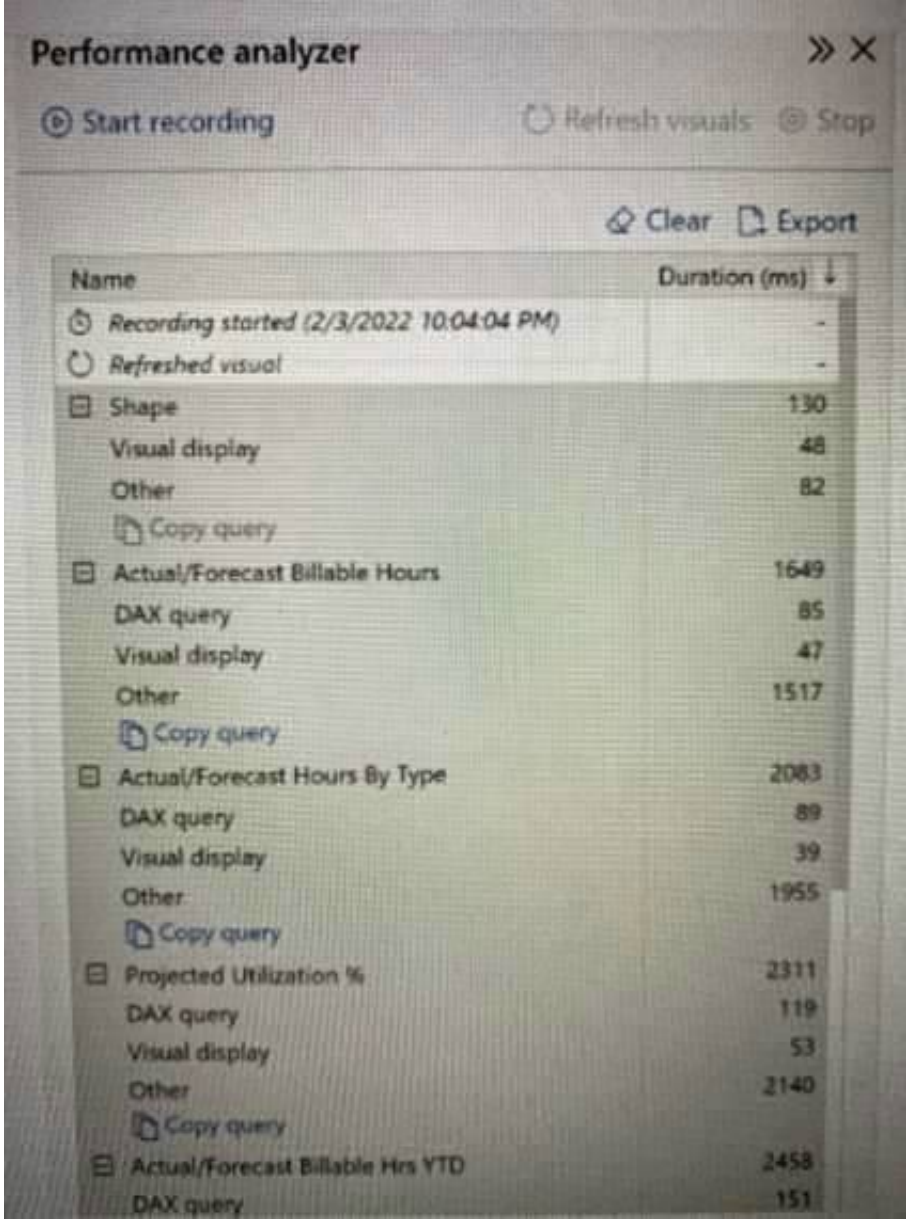 Performance analyzer
Start recording Refresh visuals Stop
Clear Export
Name Duration (ms)
Recording started (2/3/2022 10:04:04 PM) -
Refreshed visual -
Shape 130
Visual display 48
Other 82
Copy query
Actual/Forecast Billable Hours 1649
DAX query 85
Visual display 47
Other 1517
Copy query
Actual/Forecast Hours By Type 2083
DAX query 89
Visual display 39
Other 1955
Copy query
Projected Utilization % 2311
DAX query 119
Visual display 53
Other 2140
Copy query
Actual/Forecast Billable Hrs YTD 2458
DAX query 151